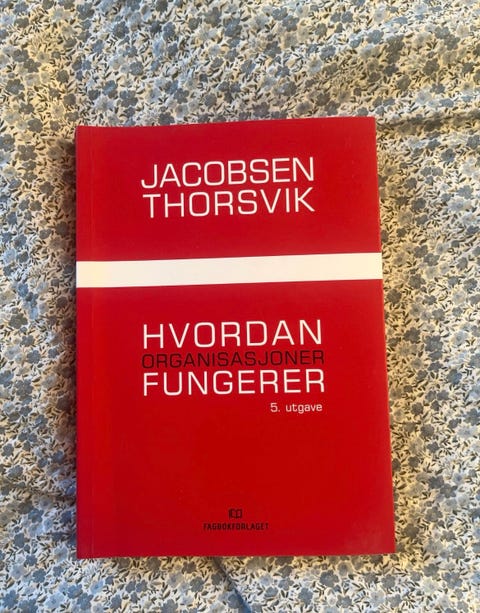 JACOBSEN
THORSVIK
HVORDAN
ORGANISASJONER
FUNGERER
5. utgave
FAGBOKFORLAGET